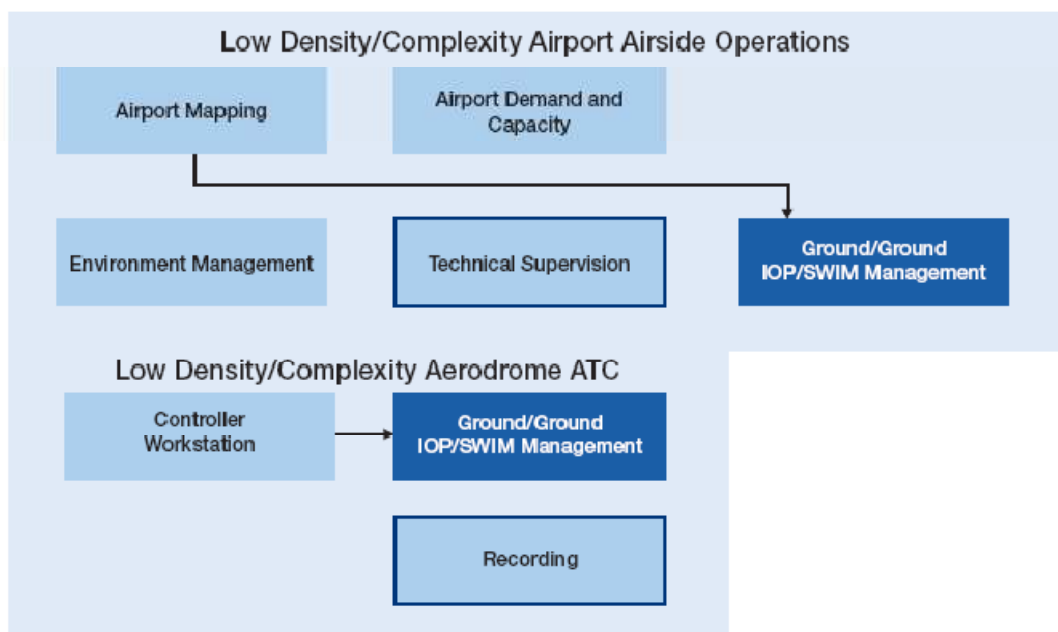 Low Density/Complexity Airport Airside Operations
Airport Mapping
Airport Demand and
Capacity
Environment Management
Technical Supervision
Ground/Ground
IOP/SWIM Management
Low Density/Complexity Aerodrome ATC
Controller
Workstation
Ground/Ground
IOP/SWIM Management
Recording